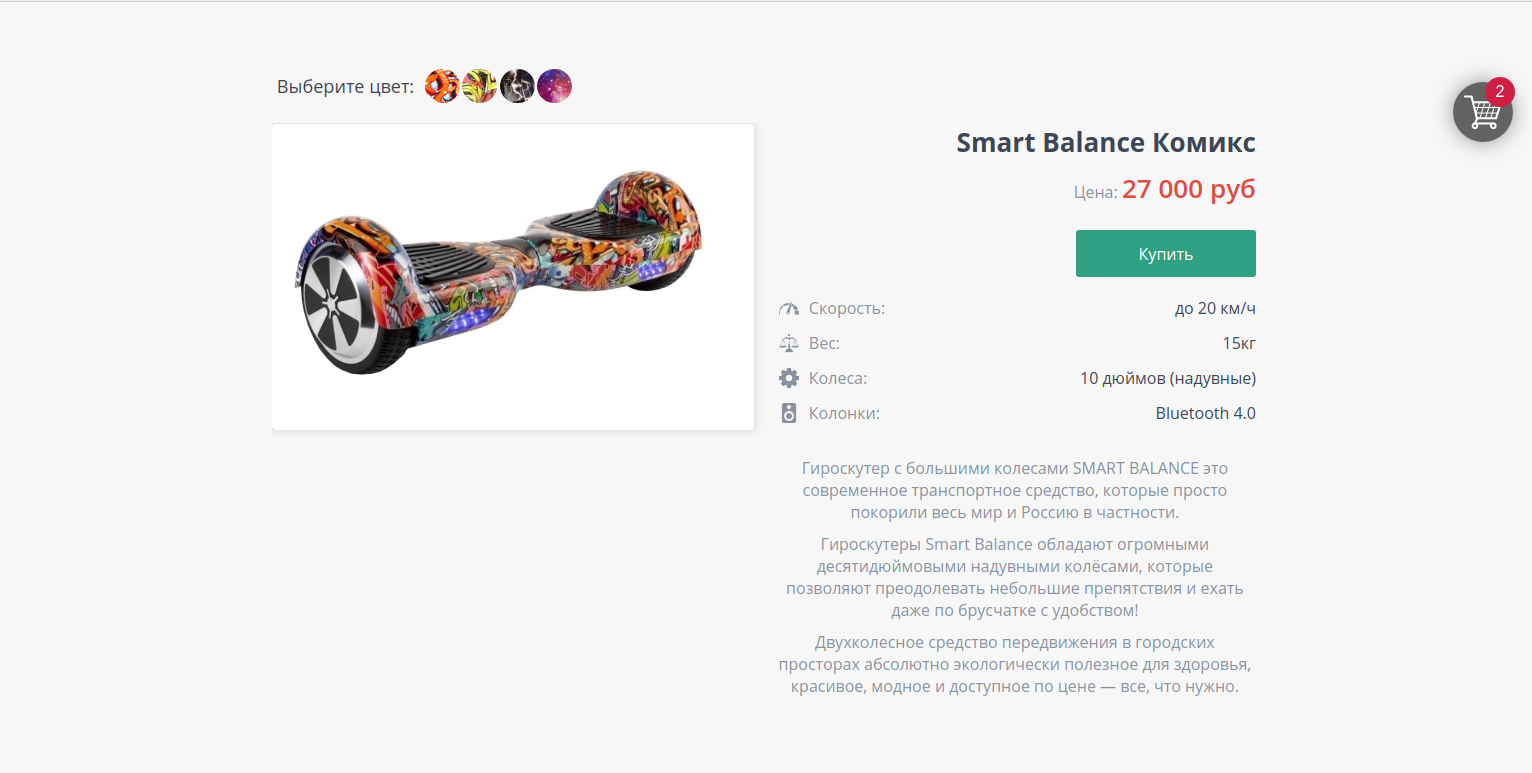 Выберите цвет:
2
Smart Balance Комикс
Цена: 27 000 руб
Купить
Скорость: до 20 км/ч
Вес: 15кг
Колеса: 10 дюймов (надувные)
Колонки: Bluetooth 4.0
Гироскутер с большими колесами SMART BALANCE это
современное транспортное средство, которые просто
покорили весь мир и Россию в частности.
Гироскутеры Smart Balance обладают огромными
десятидюймовыми надувными колёсами, которые
позволяют преодолевать небольшие препятствия и ехать
даже по брусчатке с удобством!
Двухколесное средство передвижения в городских
просторах абсолютно экологически полезное для здоровья,
красивое, модное и доступное по цене — все, что нужно.